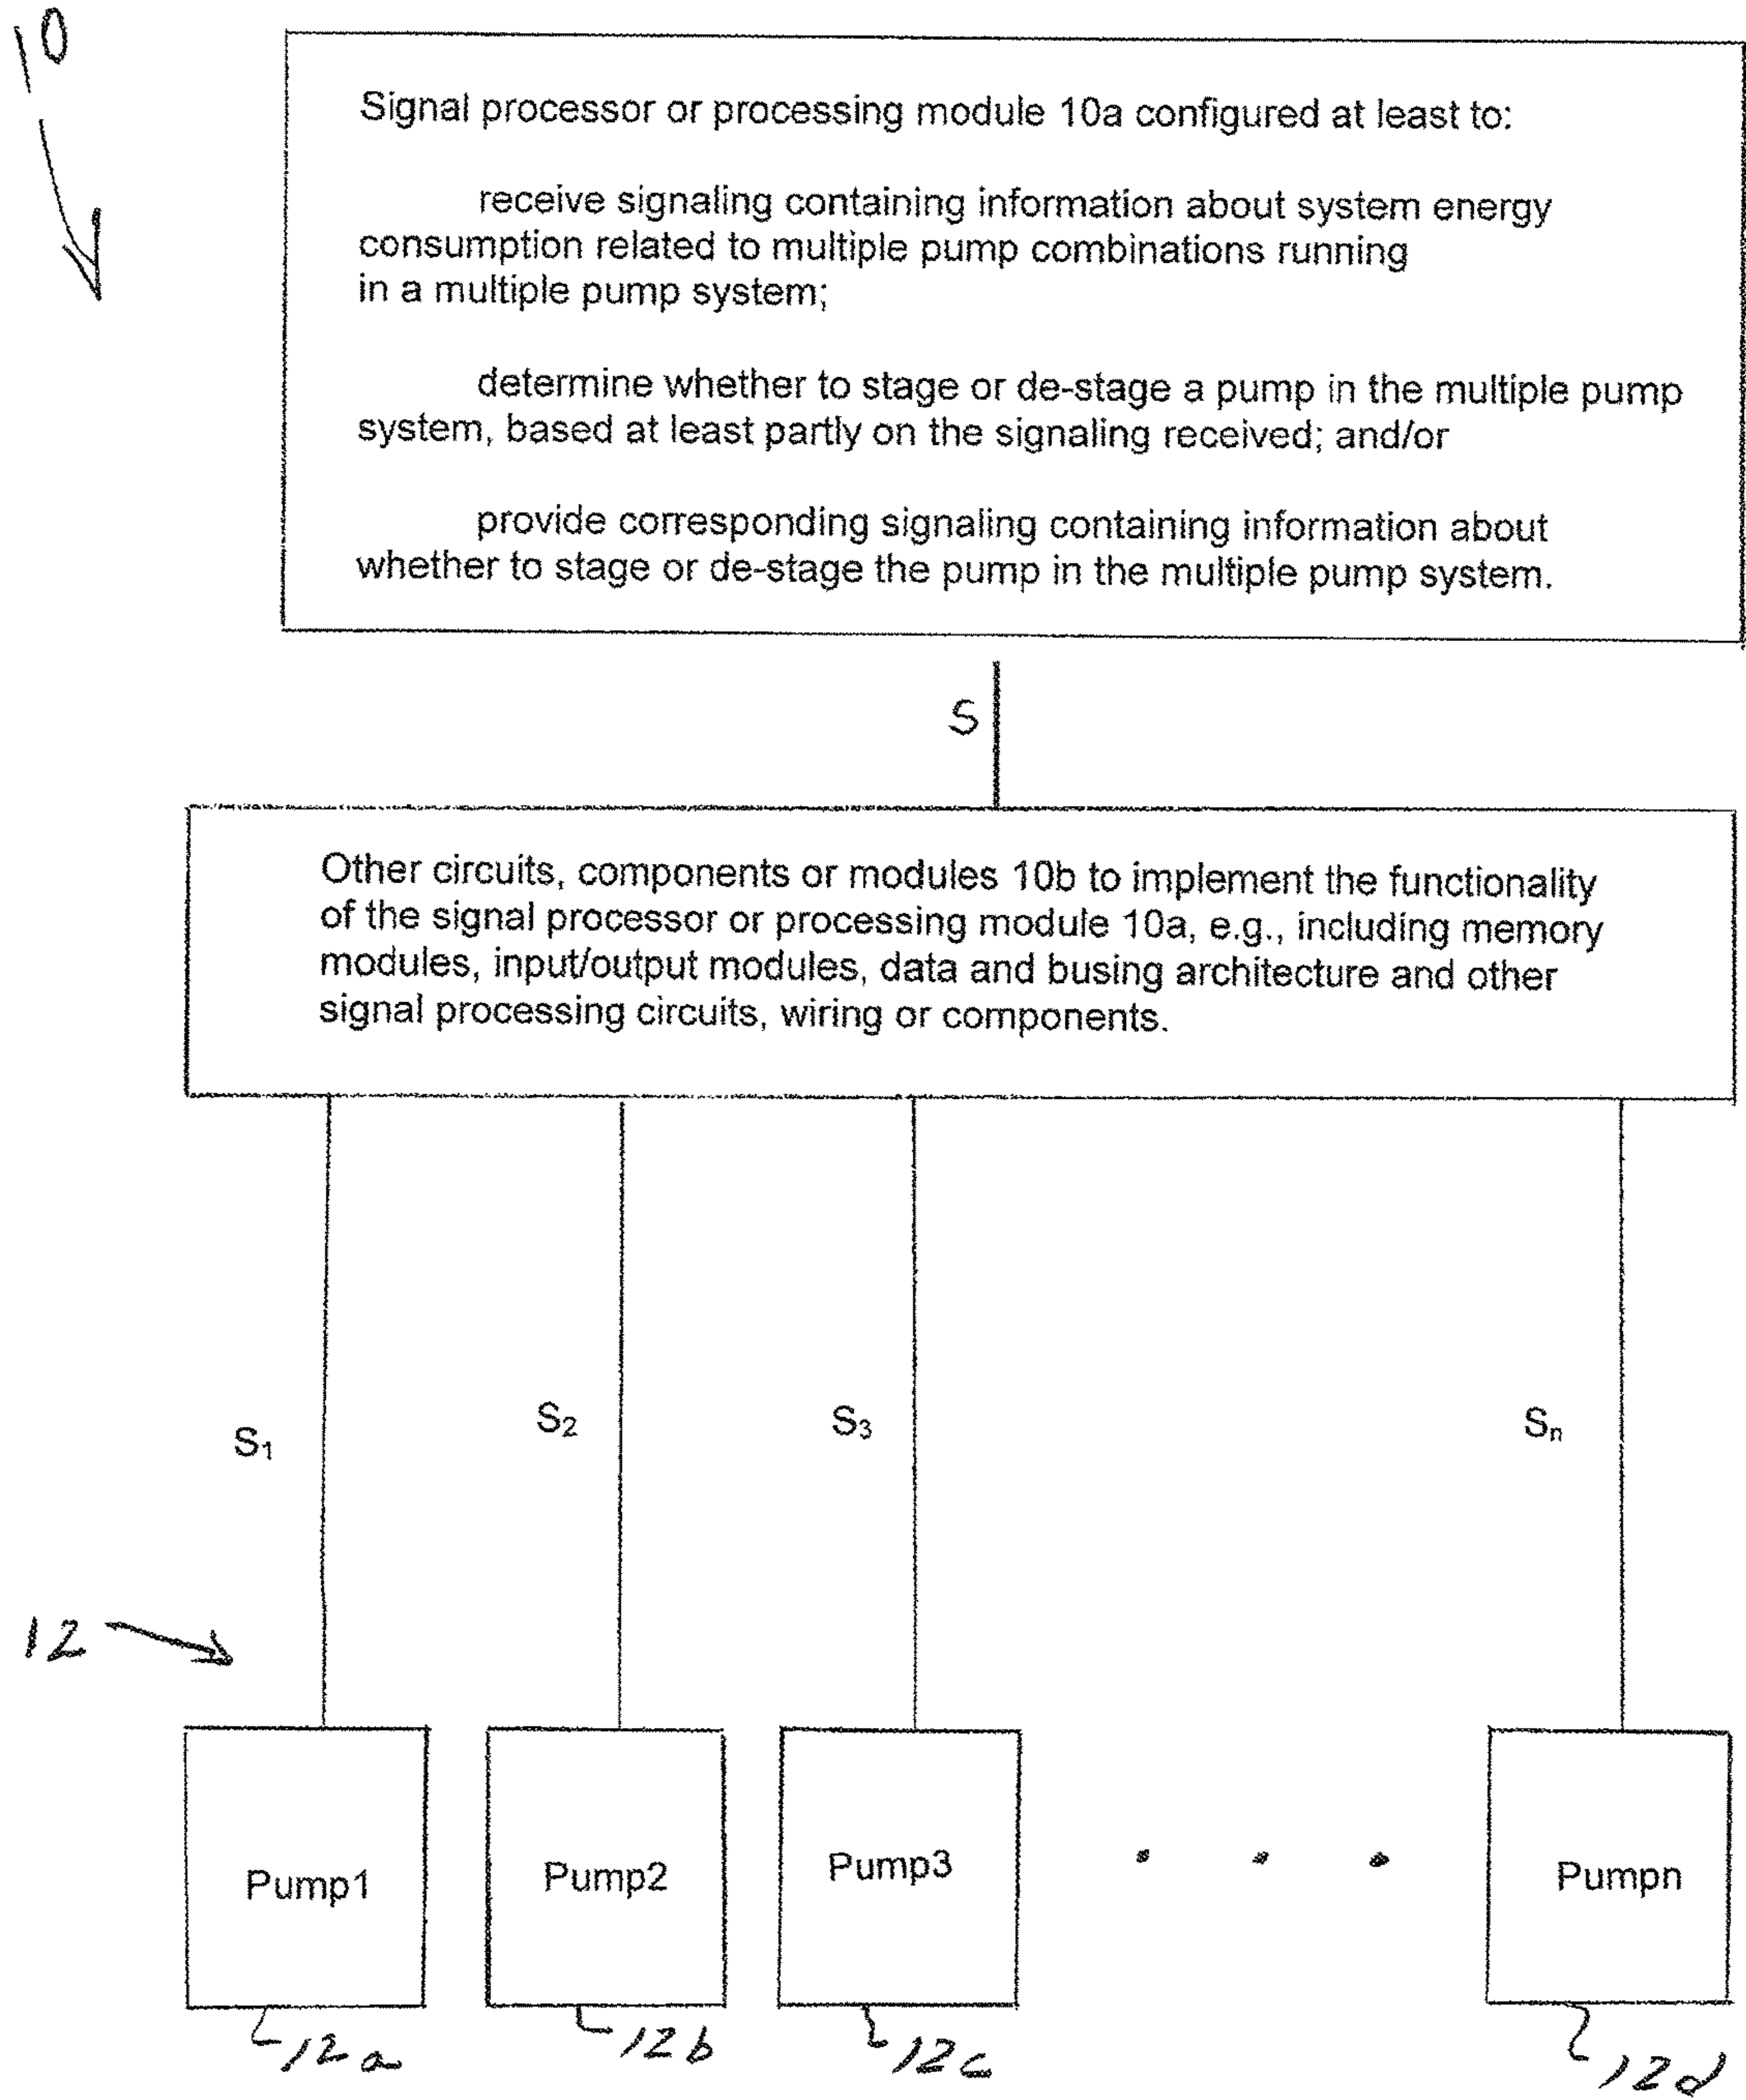 10
Signal processor or processing module 10a configured at least to:
receive signaling containing information about system energy
consumption related to multiple pump combinations running
in a multiple pump system;
determine whether to stage or de-stage a pump in the multiple pump
system, based at least partly on the signaling received; and/or
provide corresponding signaling containing information about
whether to stage or de-stage the pump in the multiple pump system.
S
Other circuits, components or modules 10b to implement the functionality
of the signal processor or processing module 10a, e.g., including memory
modules, input/output modules, data and busing architecture and other
signal processing circuits, wiring or components.
S₁ S₂ S₃ Sₙ
12
Pump1 Pump2 Pump3 Pumpn
12a 12b 12c 12d